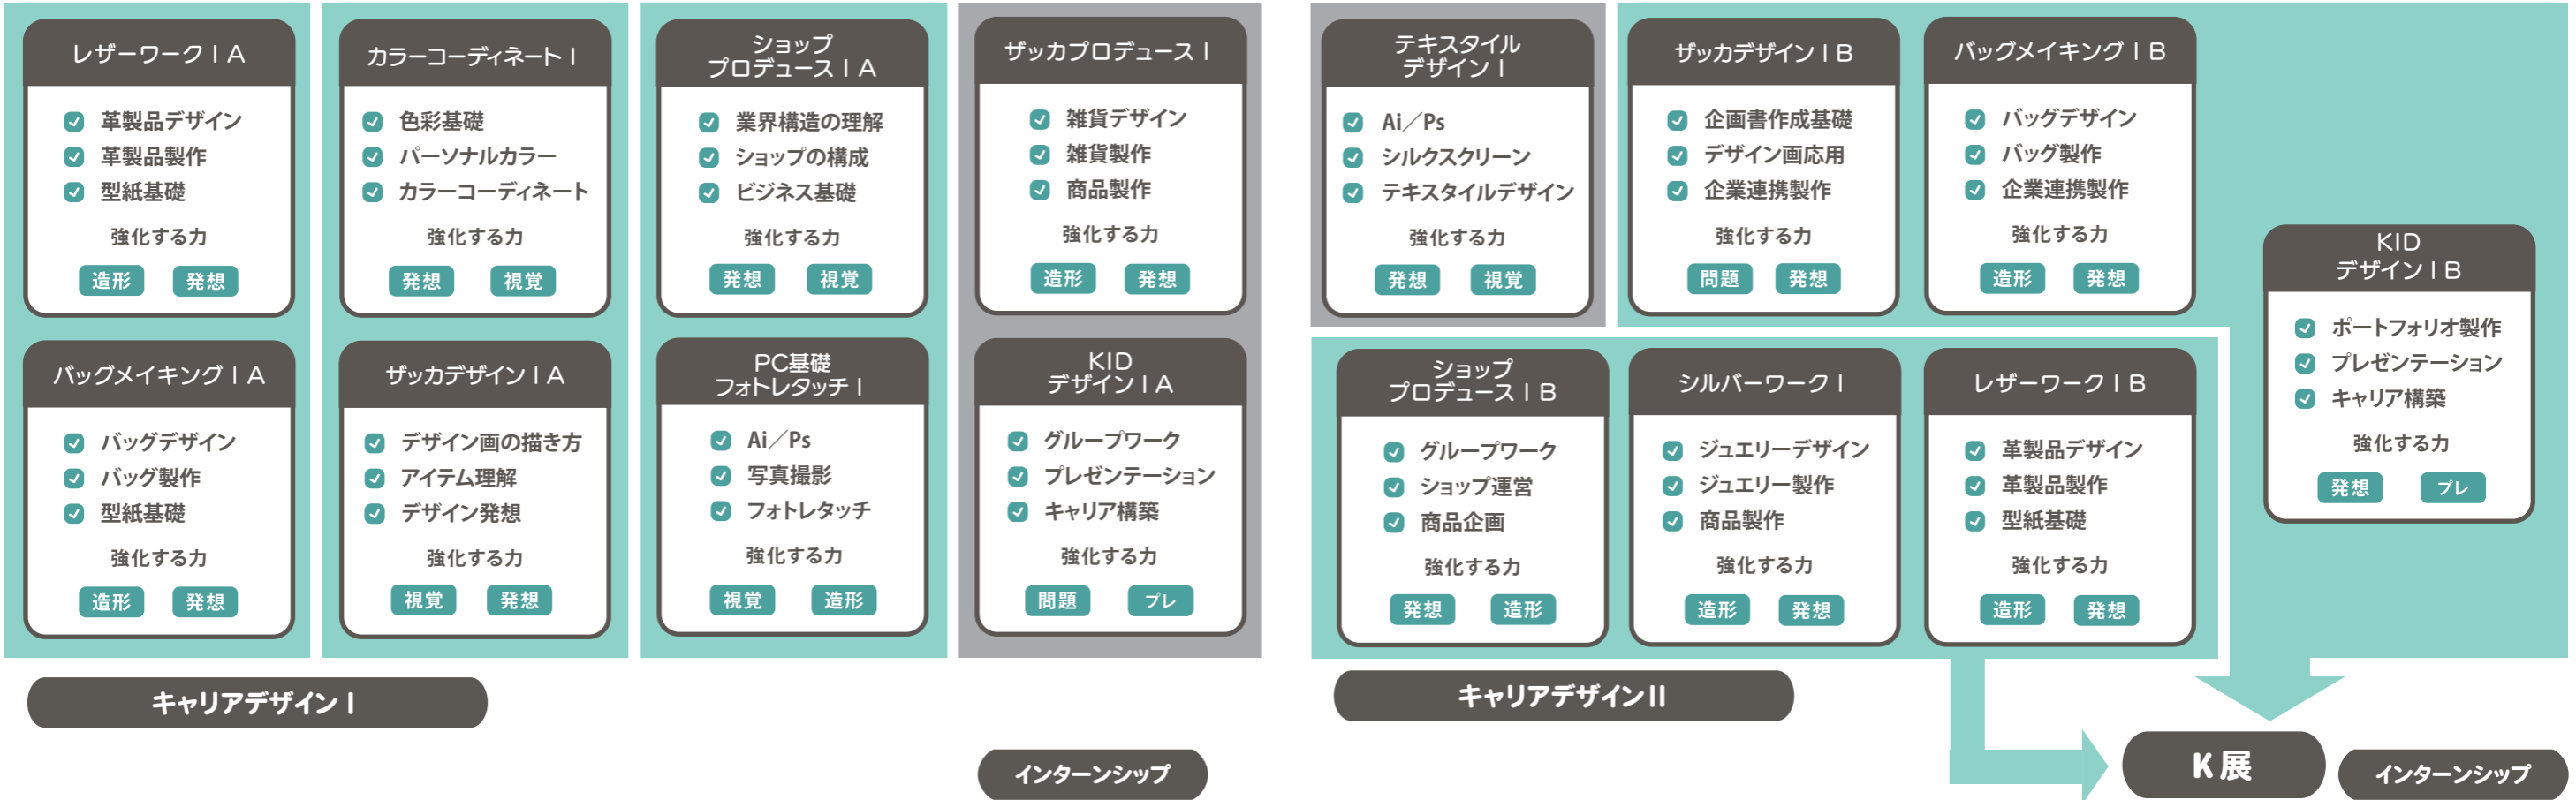 レザーワークⅠA
革製品デザイン
革製品製作
型紙基礎
強化する力
造形 発想
カラーコーディネートⅠ
色彩基礎
パーソナルカラー
カラーコーディネート
強化する力
発想 視覚
ショップ
プロデュースⅠA
業界構造の理解
ショップの構成
ビジネス基礎
強化する力
発想 視覚
ザッカプロデュースⅠ
雑貨デザイン
雑貨製作
商品製作
強化する力
造形 発想
バッグメイキングⅠA
バッグデザイン
バッグ製作
型紙基礎
強化する力
造形 発想
ザッカデザインⅠA
デザイン画の描き方
アイテム理解
デザイン発想
強化する力
視覚 発想
PC基礎
フォトレタッチⅠ
Ai／Ps
写真撮影
フォトレタッチ
強化する力
視覚 造形
KID
デザインⅠA
グループワーク
プレゼンテーション
キャリア構築
強化する力
問題 プレ
キャリアデザインⅠ
インターンシップ
テキスタイル
デザインⅠ
Ai／Ps
シルクスクリーン
テキスタイルデザイン
強化する力
発想 視覚
ザッカデザインⅠB
企画書作成基礎
デザイン画応用
企業連携製作
強化する力
問題 発想
バッグメイキングⅠB
バッグデザイン
バッグ製作
企業連携製作
強化する力
造形 発想
KID
デザインⅠB
ポートフォリオ製作
プレゼンテーション
キャリア構築
強化する力
発想 プレ
ショップ
プロデュースⅠB
グループワーク
ショップ運営
商品企画
強化する力
発想 造形
シルバーワークⅠ
ジュエリーデザイン
ジュエリー製作
商品製作
強化する力
造形 発想
レザーワークⅠB
革製品デザイン
革製品製作
型紙基礎
強化する力
造形 発想
キャリアデザインⅡ
K展
インターンシップ